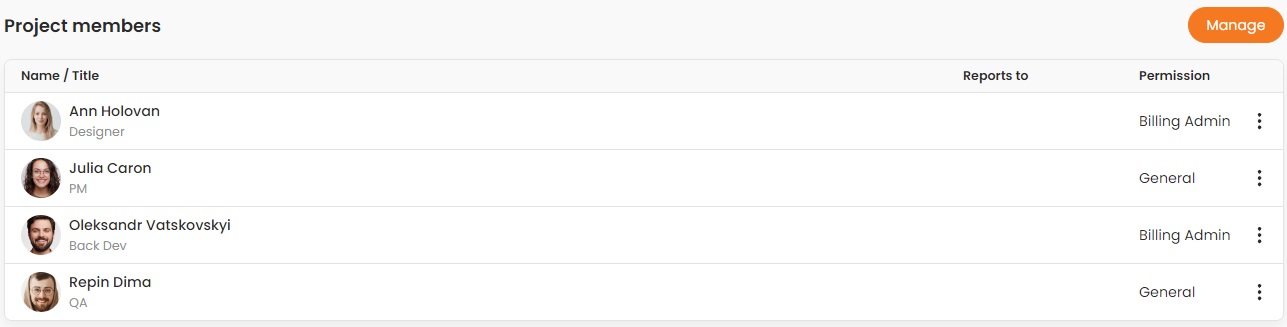 Project members
Manage
Name / Title Reports to Permission
Ann Holovan
Designer
Billing Admin
Julia Caron
PM
General
Oleksandr Vatskovskyi
Back Dev
Billing Admin
Repin Dima
QA
General